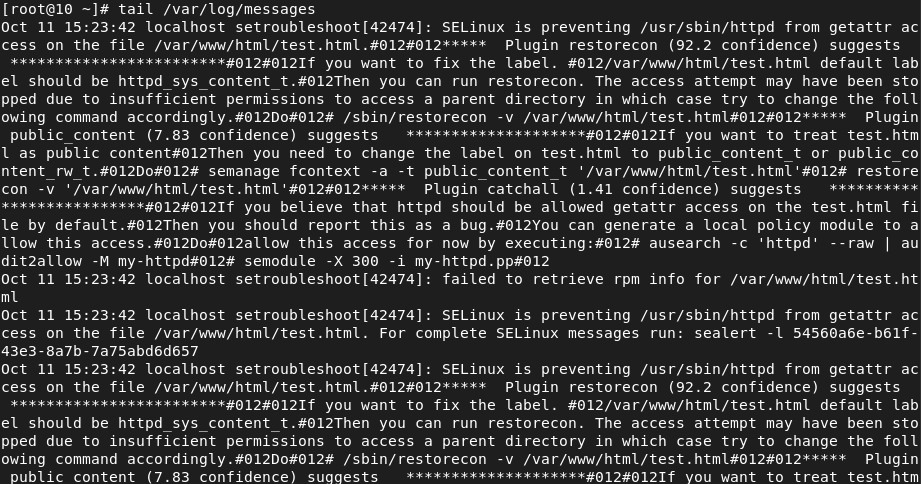 [root@10 ~]# tail /var/log/messages
Oct 11 15:23:42 localhost setroubleshoot[42474]: SELinux is preventing /usr/sbin/httpd from getattr ac
cess on the file /var/www/html/test.html.#012#012*****  Plugin restorecon (92.2 confidence) suggests
 ************************#012#012If you want to fix the label. #012/var/www/html/test.html default lab
el should be httpd_sys_content_t.#012Then you can run restorecon. The access attempt may have been sto
pped due to insufficient permissions to access a parent directory in which case try to change the foll
owing command accordingly.#012Do#012# /sbin/restorecon -v /var/www/html/test.html#012#012*****  Plugin
 public_content (7.83 confidence) suggests   ********************#012#012If you want to treat test.htm
l as public content#012Then you need to change the label on test.html to public_content_t or public_co
ntent_rw_t.#012Do#012# semanage fcontext -a -t public_content_t '/var/www/html/test.html'#012# restore
con -v '/var/www/html/test.html'#012#012*****  Plugin catchall (1.41 confidence) suggests   **********
****************#012#012If you believe that httpd should be allowed getattr access on the test.html fi
le by default.#012Then you should report this as a bug.#012You can generate a local policy module to a
llow this access.#012Do#012allow this access for now by executing:#012# ausearch -c 'httpd' --raw | au
dit2allow -M my-httpd#012# semodule -X 300 -i my-httpd.pp#012
Oct 11 15:23:42 localhost setroubleshoot[42474]: failed to retrieve rpm info for /var/www/html/test.ht
ml
Oct 11 15:23:42 localhost setroubleshoot[42474]: SELinux is preventing /usr/sbin/httpd from getattr ac
cess on the file /var/www/html/test.html. For complete SELinux messages run: sealert -l 54560a6e-b61f-
43e3-8a7b-7a75abd6d657
Oct 11 15:23:42 localhost setroubleshoot[42474]: SELinux is preventing /usr/sbin/httpd from getattr ac
cess on the file /var/www/html/test.html.#012#012*****  Plugin restorecon (92.2 confidence) suggests
 ************************#012#012If you want to fix the label. #012/var/www/html/test.html default lab
el should be httpd_sys_content_t.#012Then you can run restorecon. The access attempt may have been sto
pped due to insufficient permissions to access a parent directory in which case try to change the foll
owing command accordingly.#012Do#012# /sbin/restorecon -v /var/www/html/test.html#012#012*****  Plugin
 public_content (7.83 confidence) suggests   ********************#012#012If you want to treat test.htm